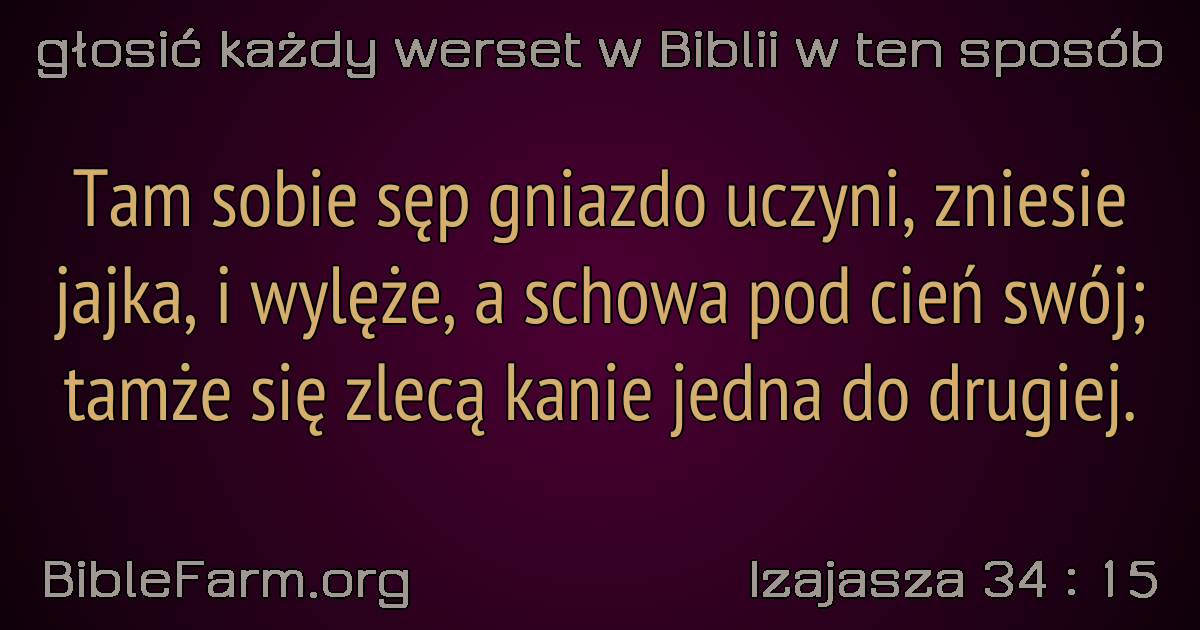 głosić każdy werset w Biblii w ten sposób
Tam sobie sęp gniazdo uczyni, zniesie
jajka, i wylęże, a schowa pod cień swój;
tamże się zlecą kanie jedna do drugiej.
BibleFarm.org
Izajasza 34 : 15